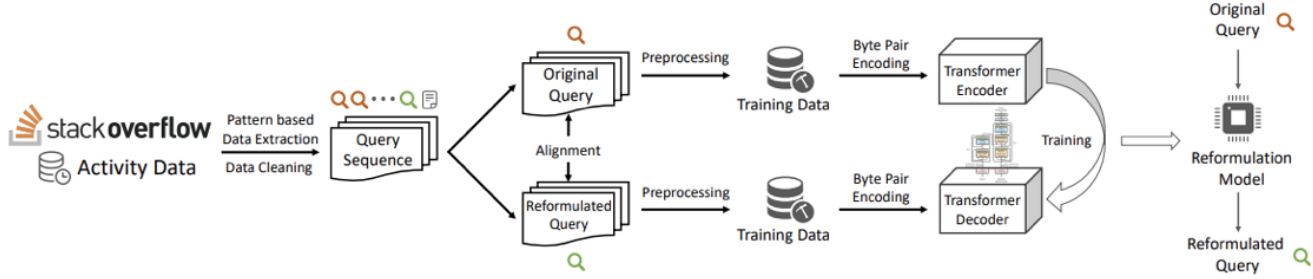 stackoverflow
Activity Data
Pattern based
Data Extraction
Data Cleaning
Query
Sequence
Original
Query
Alignment
Reformulated
Query
Preprocessing
Training Data
Byte Pair
Encoding
Transformer
Encoder
Preprocessing
Training Data
Byte Pair
Encoding
Transformer
Decoder
Training
Original
Query
Reformulation
Model
Reformulated
Query